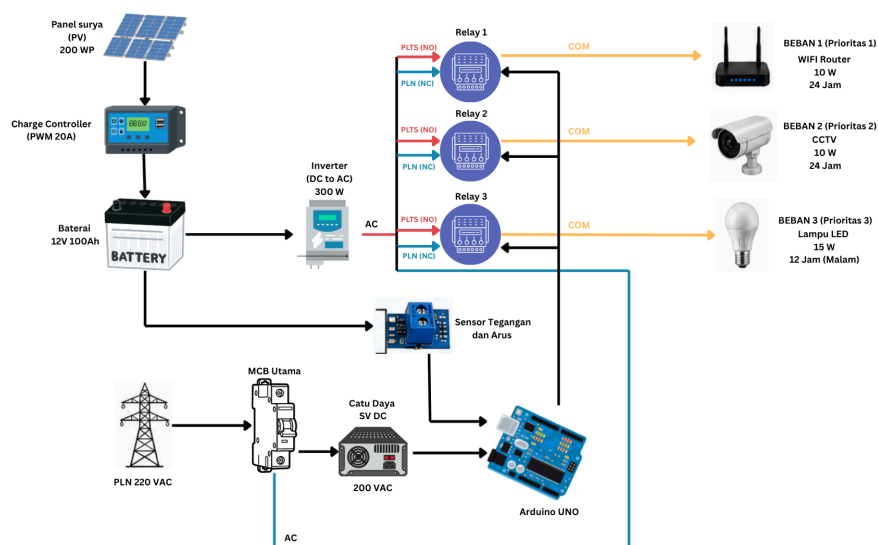 Panel surya
(PV)
200 WP
Charge Controller
(PWM 20A)
Baterai
12V 100Ah
BATTERY
Inverter
(DC to AC)
300 W
AC
Relay 1
PLTS (NO)
PLN (NC)
COM
BEBAN 1 (Prioritas 1)
WIFI Router
10 W
24 Jam
Relay 2
PLTS (NO)
PLN (NC)
COM
BEBAN 2 (Prioritas 2)
CCTV
10 W
24 Jam
Relay 3
PLTS (NO)
PLN (NC)
COM
BEBAN 3 (Prioritas 3)
Lampu LED
15 W
12 Jam (Malam)
Sensor Tegangan
dan Arus
MCB Utama
PLN 220 VAC
Catu Daya
5V DC
200 VAC
Arduino UNO
AC